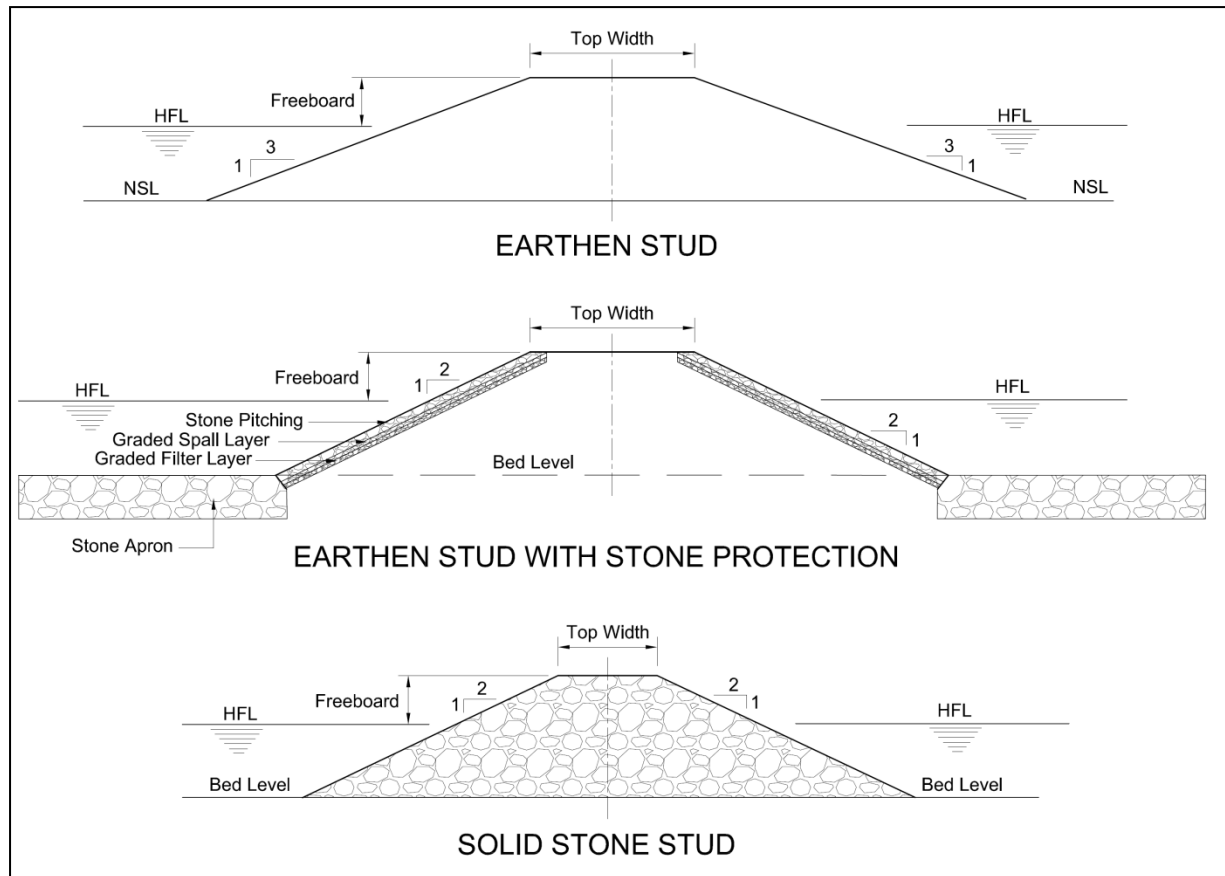 Top Width
Freeboard
HFL
HFL
3
1
3
1
NSL
NSL
EARTHEN STUD
Top Width
Freeboard
2
1
HFL
HFL
Stone Pitching
2
1
Graded Spall Layer
Graded Filter Layer
Bed Level
Stone Apron
EARTHEN STUD WITH STONE PROTECTION
Top Width
2
1
2
1
Freeboard
HFL
HFL
Bed Level
Bed Level
SOLID STONE STUD